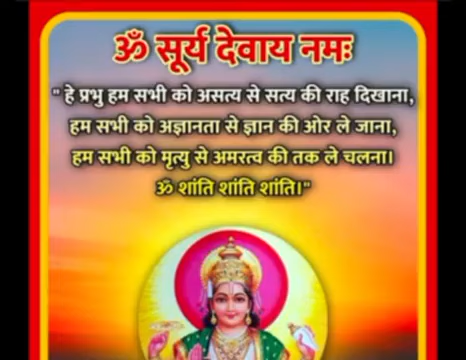 ॐ सूर्य देवाय नमः
" हे प्रभु हम सभी को असत्य से सत्य की राह दिखाना,
हम सभी को अज्ञानता से ज्ञान की ओर ले जाना,
हम सभी को मृत्यु से अमरत्व की तक ले चलना।
ॐ शांति शांति शांति।"